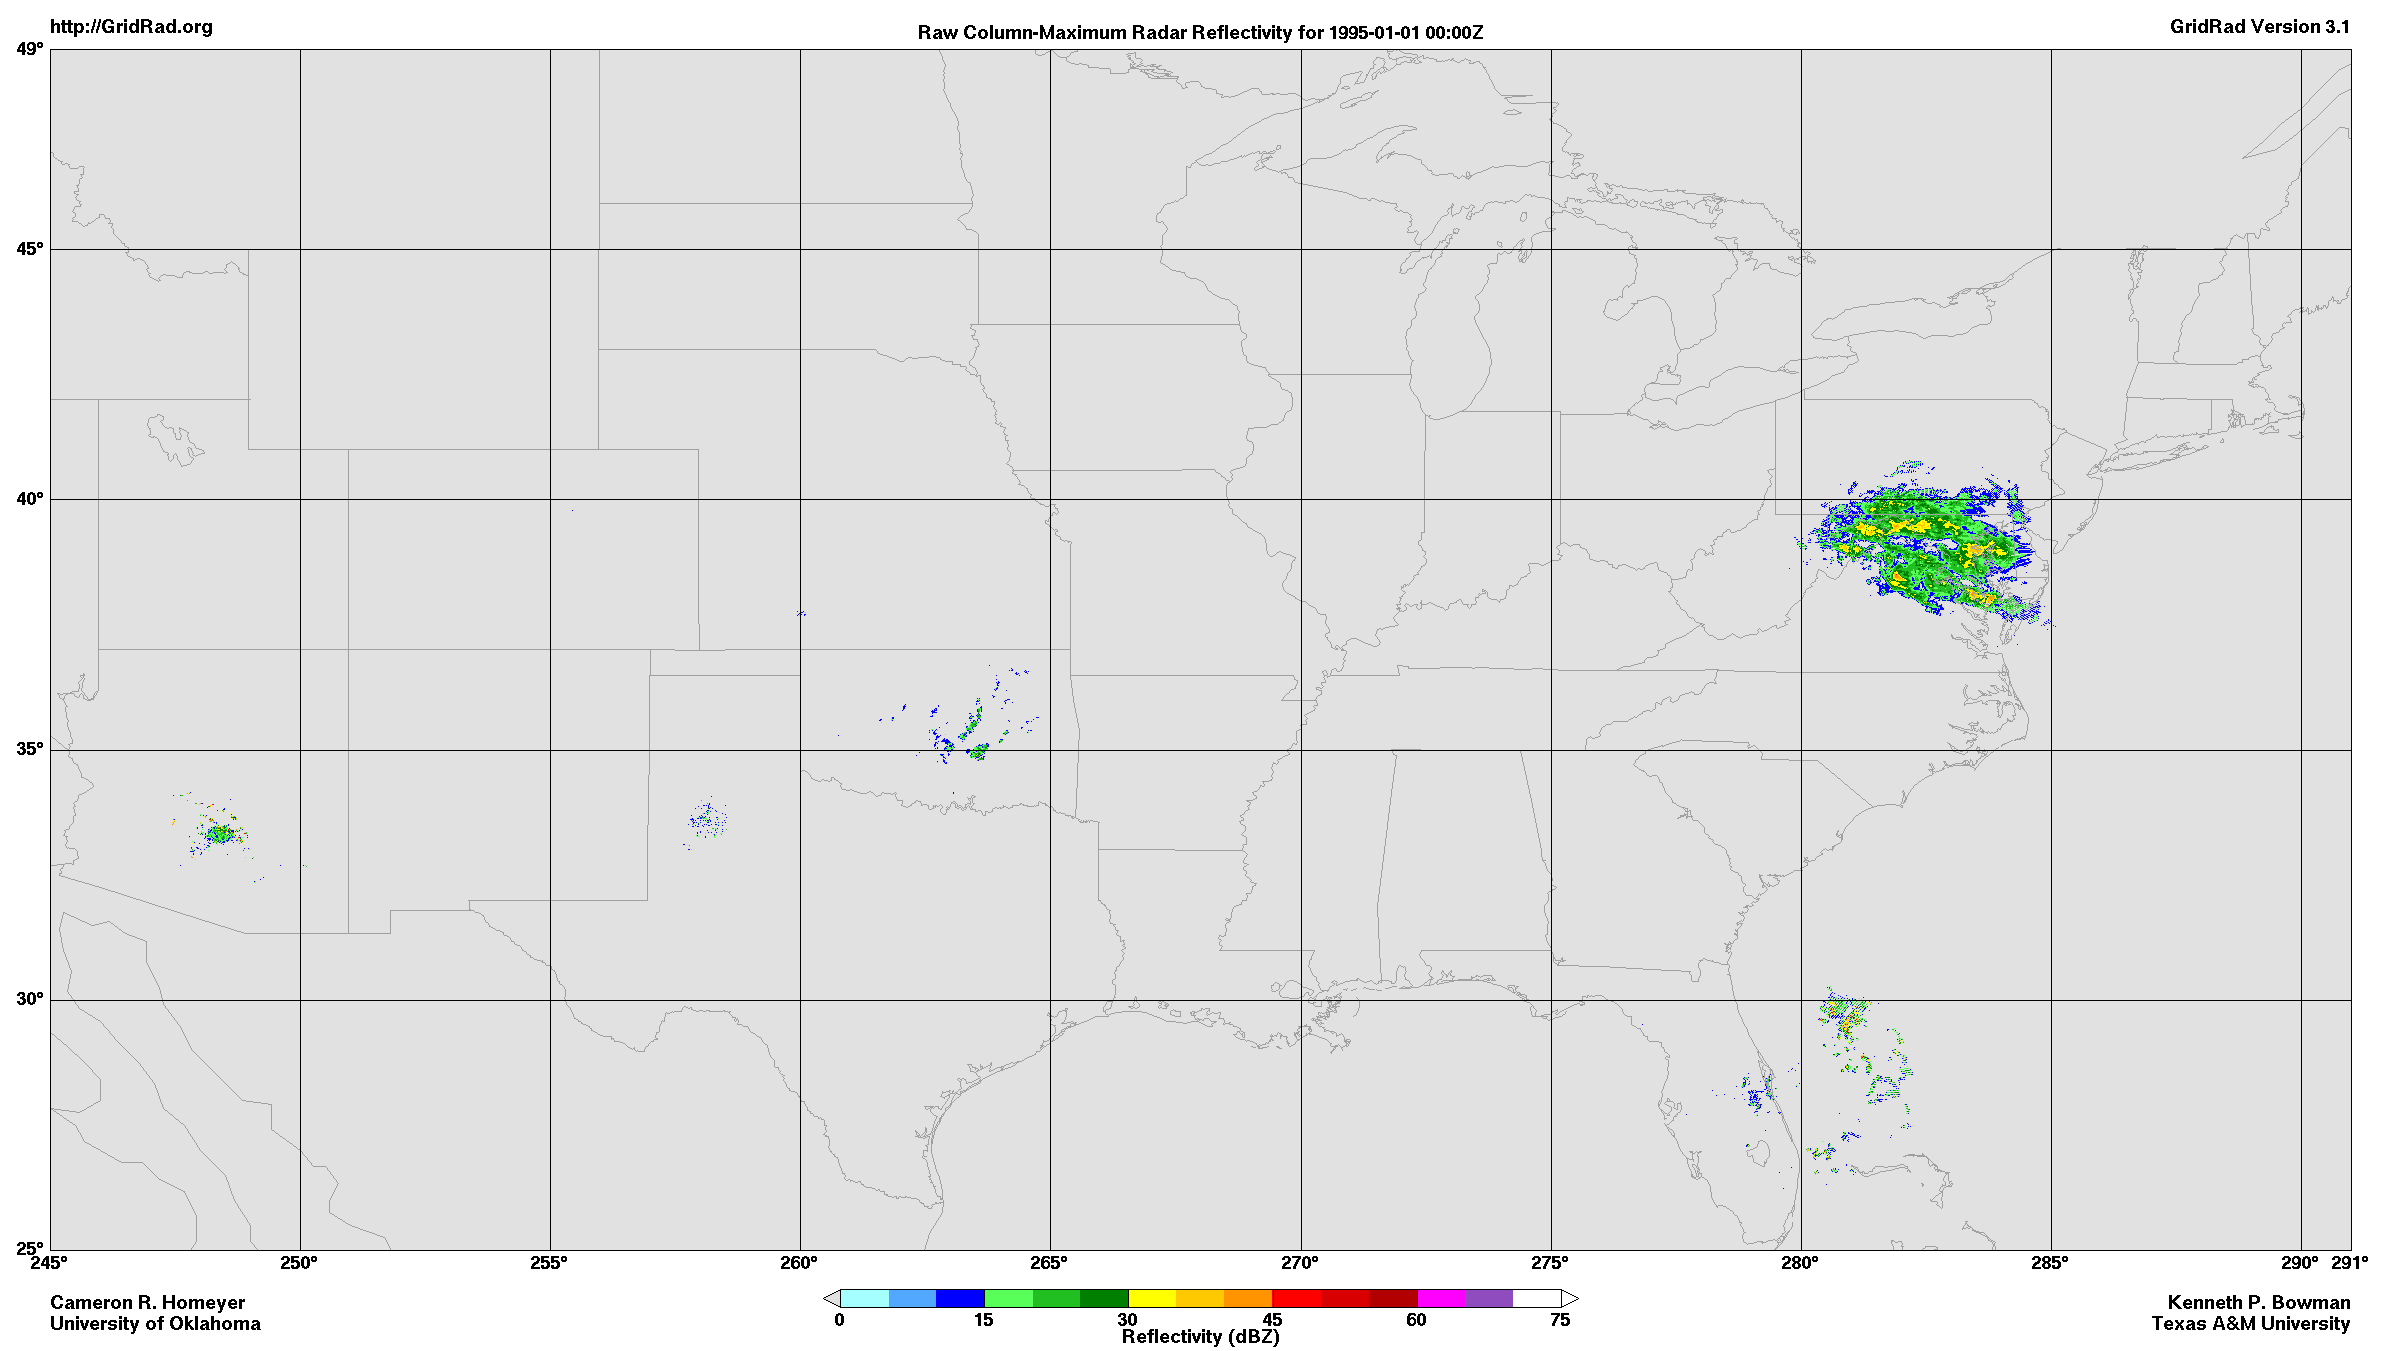 http://GridRad.org
Raw Column-Maximum Radar Reflectivity for 1995-01-01 00:00Z
GridRad Version 3.1
49°
45°
40°
35°
30°
25°
245° 250° 255° 260° 265° 270° 275° 280° 285° 290° 291°
Cameron R. Homeyer
University of Oklahoma
0 15 30 45 60 75
Reflectivity (dBZ)
Kenneth P. Bowman
Texas A&M University